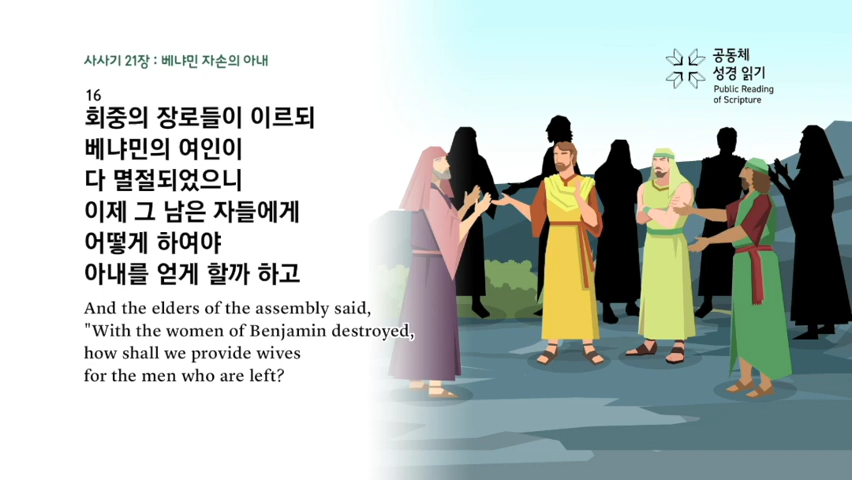 사사기 21장 : 베냐민 자손의 아내
공동체
성경 읽기
Public Reading
of Scripture
16
회중의 장로들이 이르되
베냐민의 여인이
다 멸절되었으니
이제 그 남은 자들에게
어떻게 하여야
아내를 얻게 할까 하고
And the elders of the assembly said,
"With the women of Benjamin destroyed,
how shall we provide wives
for the men who are left?